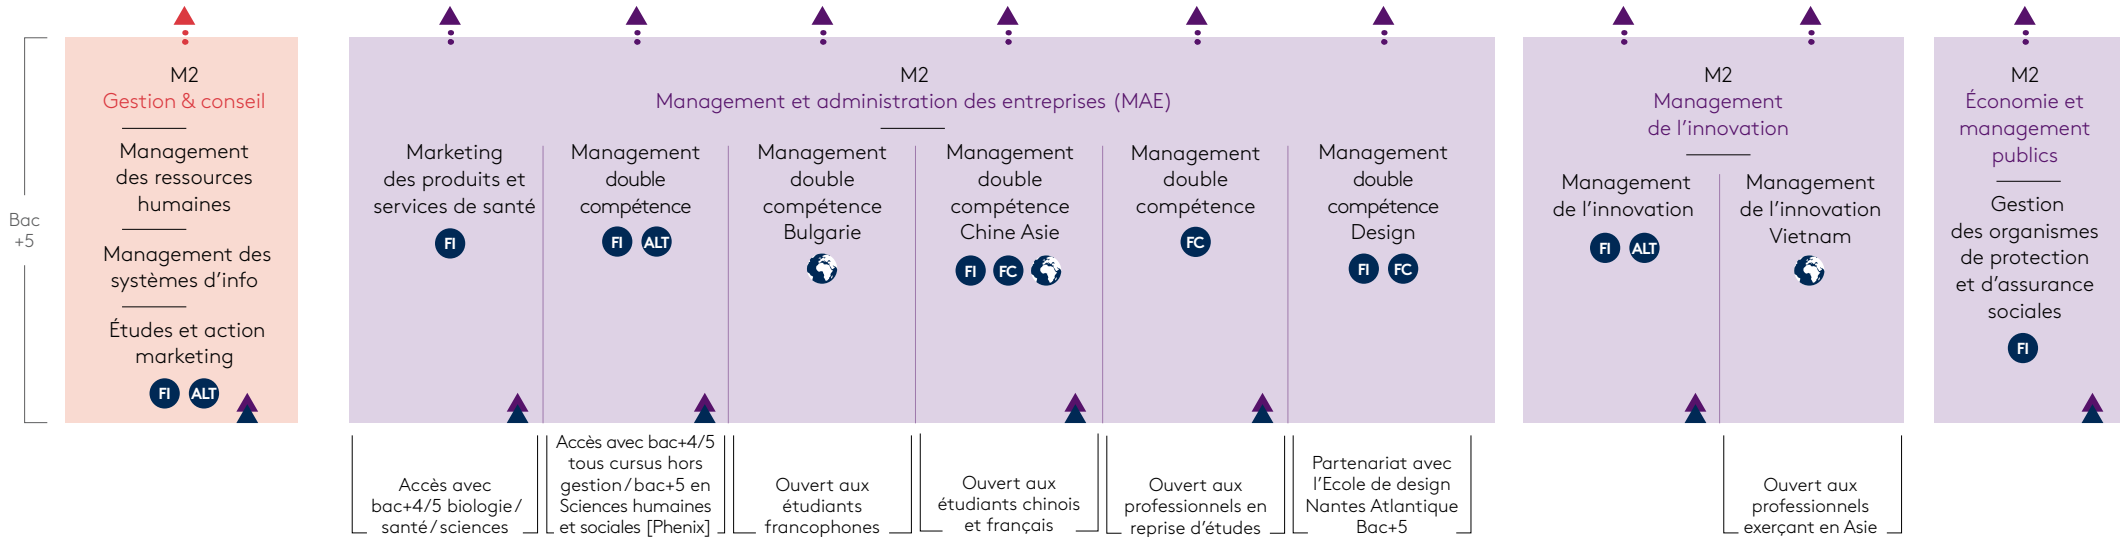 Bac
+5
M2
Gestion & conseil
Management
des ressources
humaines
Management des
systèmes d’info
Études et action
marketing
FI ALT
M2
Management et administration des entreprises (MAE)
Marketing
des produits et
services de santé
FI
Management
double
compétence
FI ALT
Management
double
compétence
Bulgarie
Management
double
compétence
Chine Asie
FI FC
Management
double
compétence
FC
Management
double
compétence
Design
FI FC
M2
Management
de l’innovation
Management
de l’innovation
FI ALT
Management
de l’innovation
Vietnam
M2
Économie et
management
publics
Gestion
des organismes
de protection
et d’assurance
sociales
FI
Accès avec
bac+4/5 biologie/
santé/sciences
Accès avec bac+4/5
tous cursus hors
gestion/bac+5 en
Sciences humaines
et sociales [Phenix]
Ouvert aux
étudiants
francophones
Ouvert aux
étudiants chinois
et français
Ouvert aux
professionnels en
reprise d’études
Partenariat avec
l’Ecole de design
Nantes Atlantique
Bac+5
Ouvert aux
professionnels
exerçant en Asie